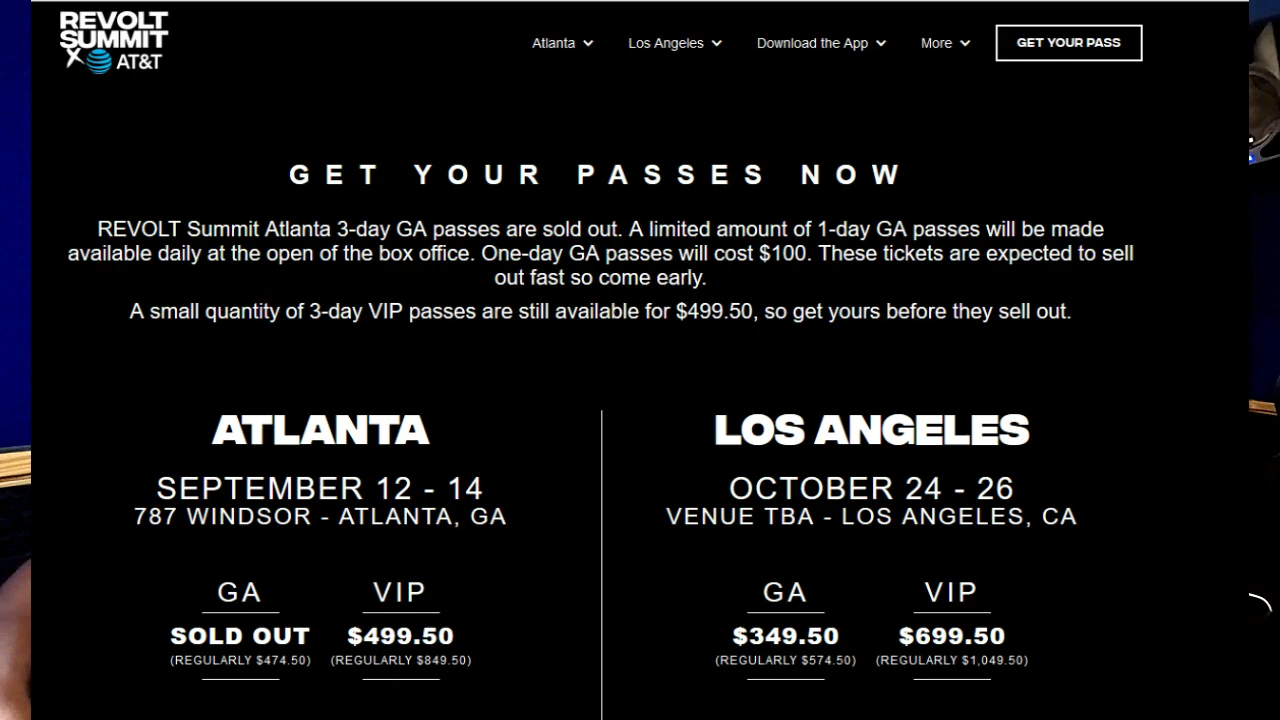 REVOLT
SUMMIT
X AT&T
Atlanta
Los Angeles
Download the App
More
GET YOUR PASS
GET YOUR PASSES NOW
REVOLT Summit Atlanta 3-day GA passes are sold out. A limited amount of 1-day GA passes will be made
available daily at the open of the box office. One-day GA passes will cost $100. These tickets are expected to sell
out fast so come early.
A small quantity of 3-day VIP passes are still available for $499.50, so get yours before they sell out.
ATLANTA
SEPTEMBER 12 - 14
787 WINDSOR - ATLANTA, GA
GA
SOLD OUT
(REGULARLY $474.50)
VIP
$499.50
(REGULARLY $849.50)
LOS ANGELES
OCTOBER 24 - 26
VENUE TBA - LOS ANGELES, CA
GA
$349.50
(REGULARLY $574.50)
VIP
$699.50
(REGULARLY $1,049.50)